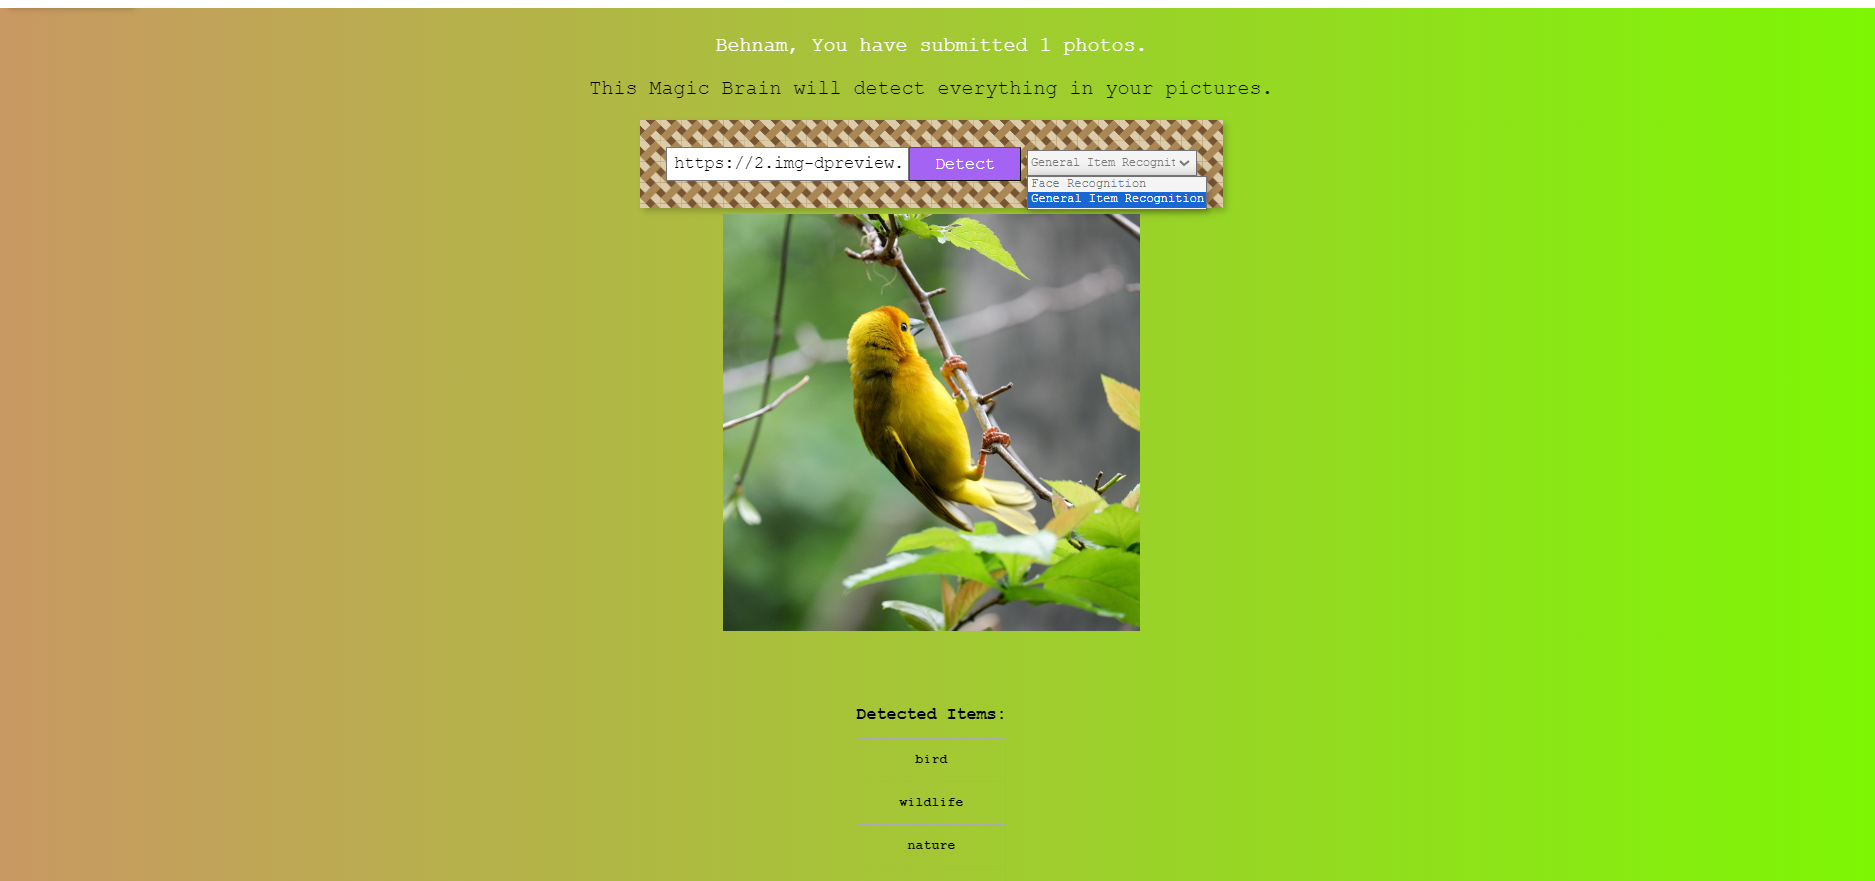 Behnam, You have submitted 1 photos.
This Magic Brain will detect everything in your pictures.
https://2.img-dpreview.
Detect
General Item Recognit
Face Recognition
General Item Recognition
Detected Items:
bird
wildlife
nature